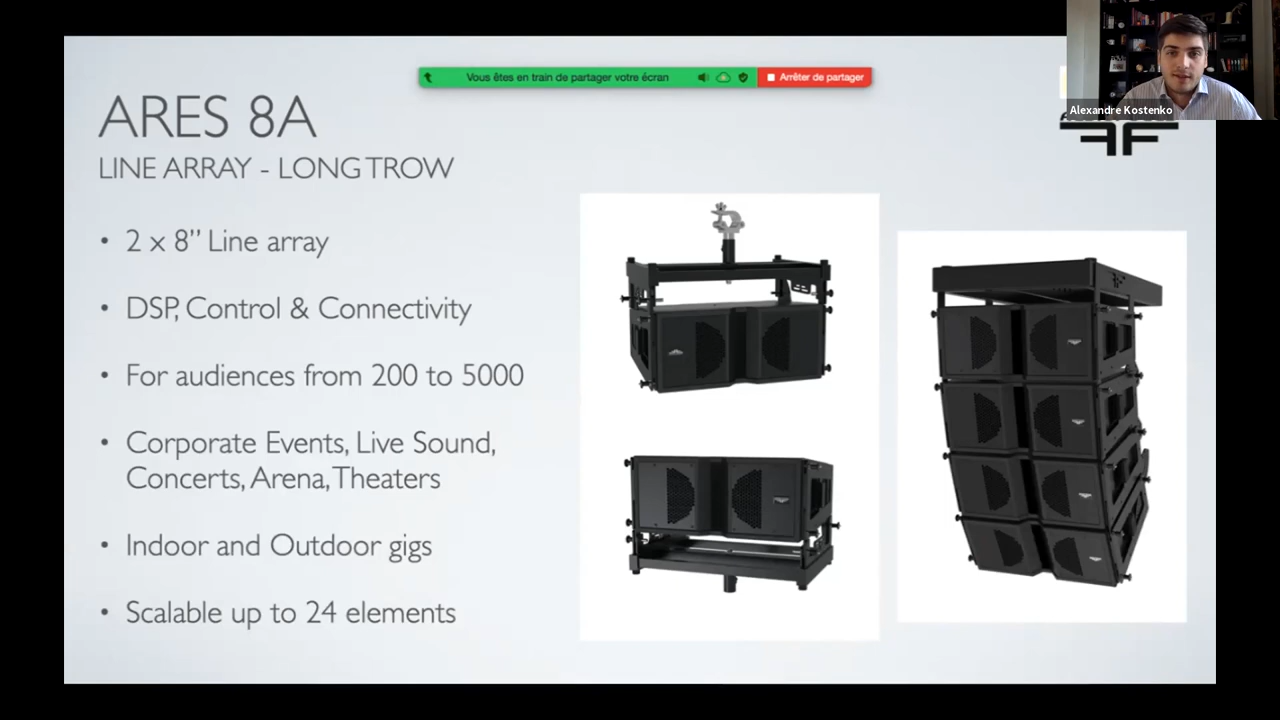 Vous êtes en train de partager votre écran
Arrêter de partager
Alexandre Kostenko
ARES 8A
LINE ARRAY - LONG TROW
• 2 x 8” Line array
• DSP, Control & Connectivity
• For audiences from 200 to 5000
• Corporate Events, Live Sound,
Concerts, Arena, Theaters
• Indoor and Outdoor gigs
• Scalable up to 24 elements